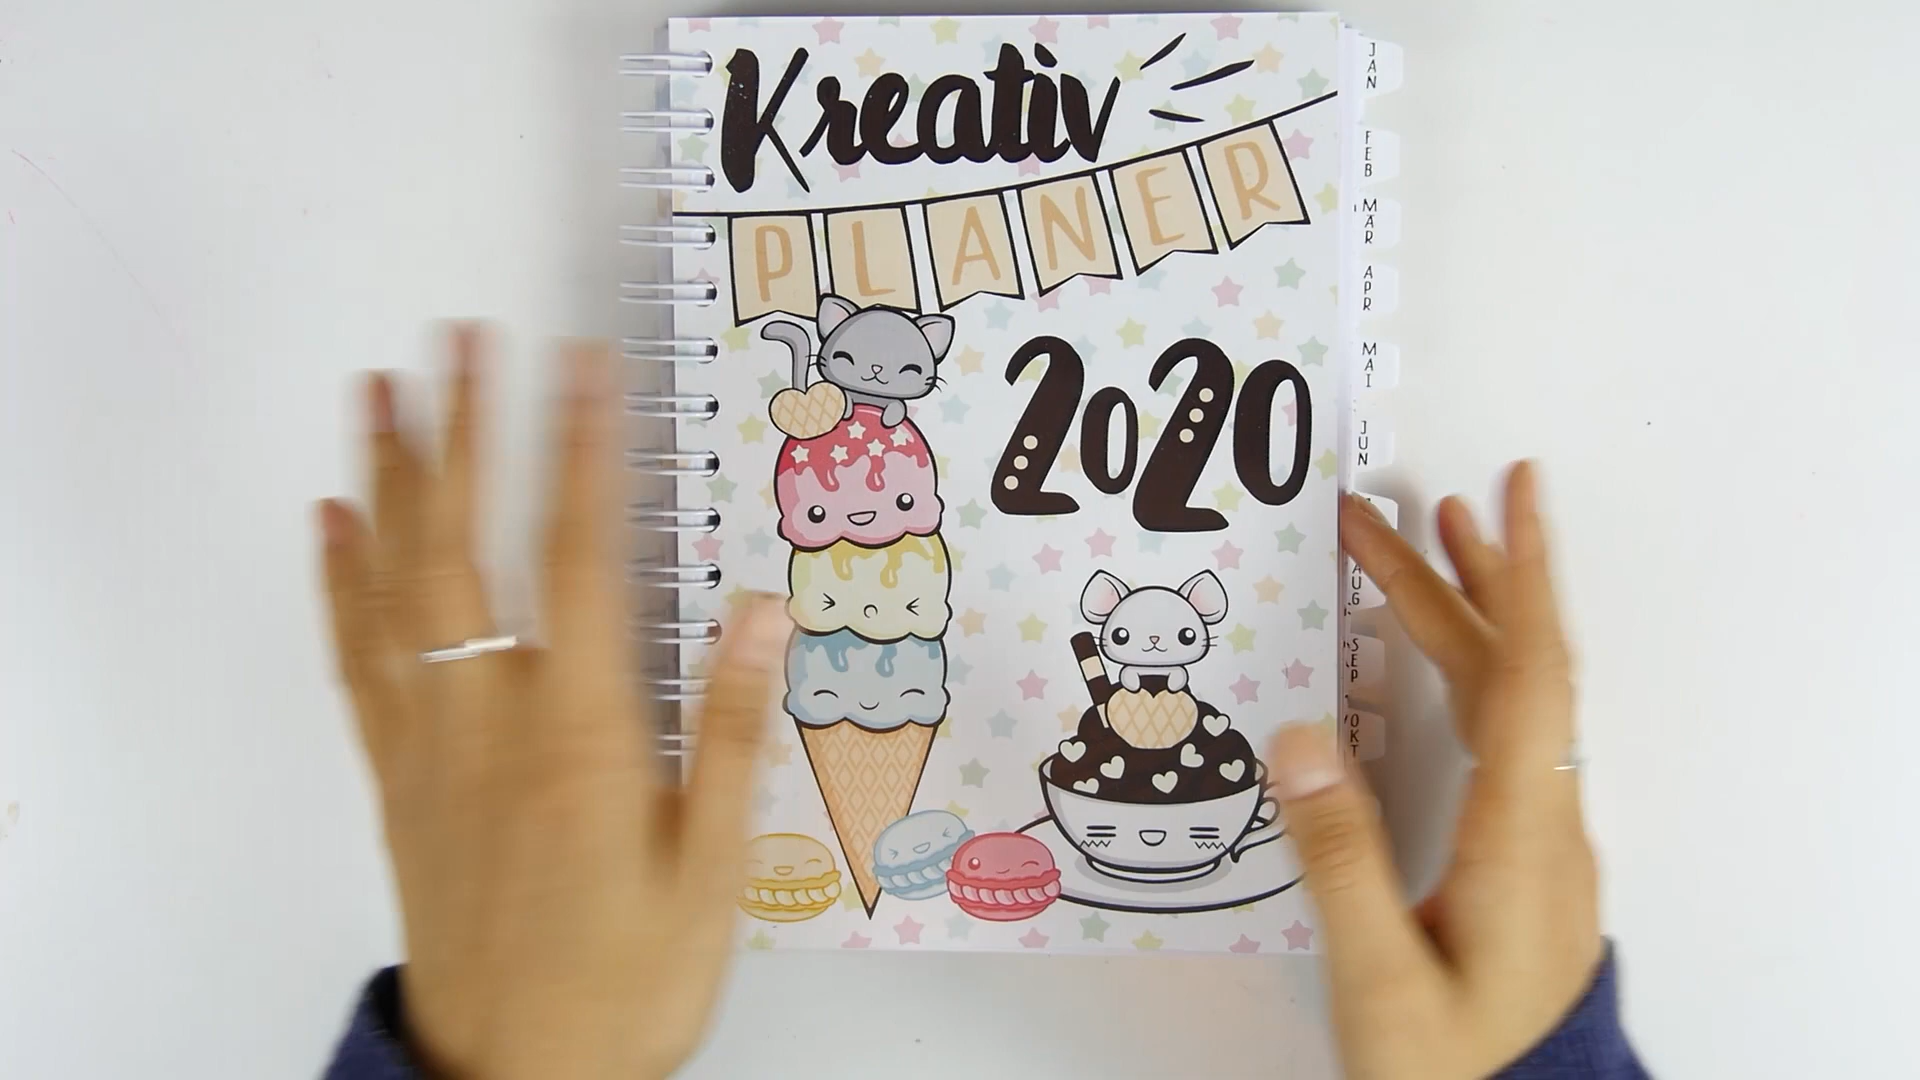 Kreativ
PLANER
2020
JAN
FEB
MÄR
APR
MAI
JUN
AUG
SEP
OKT